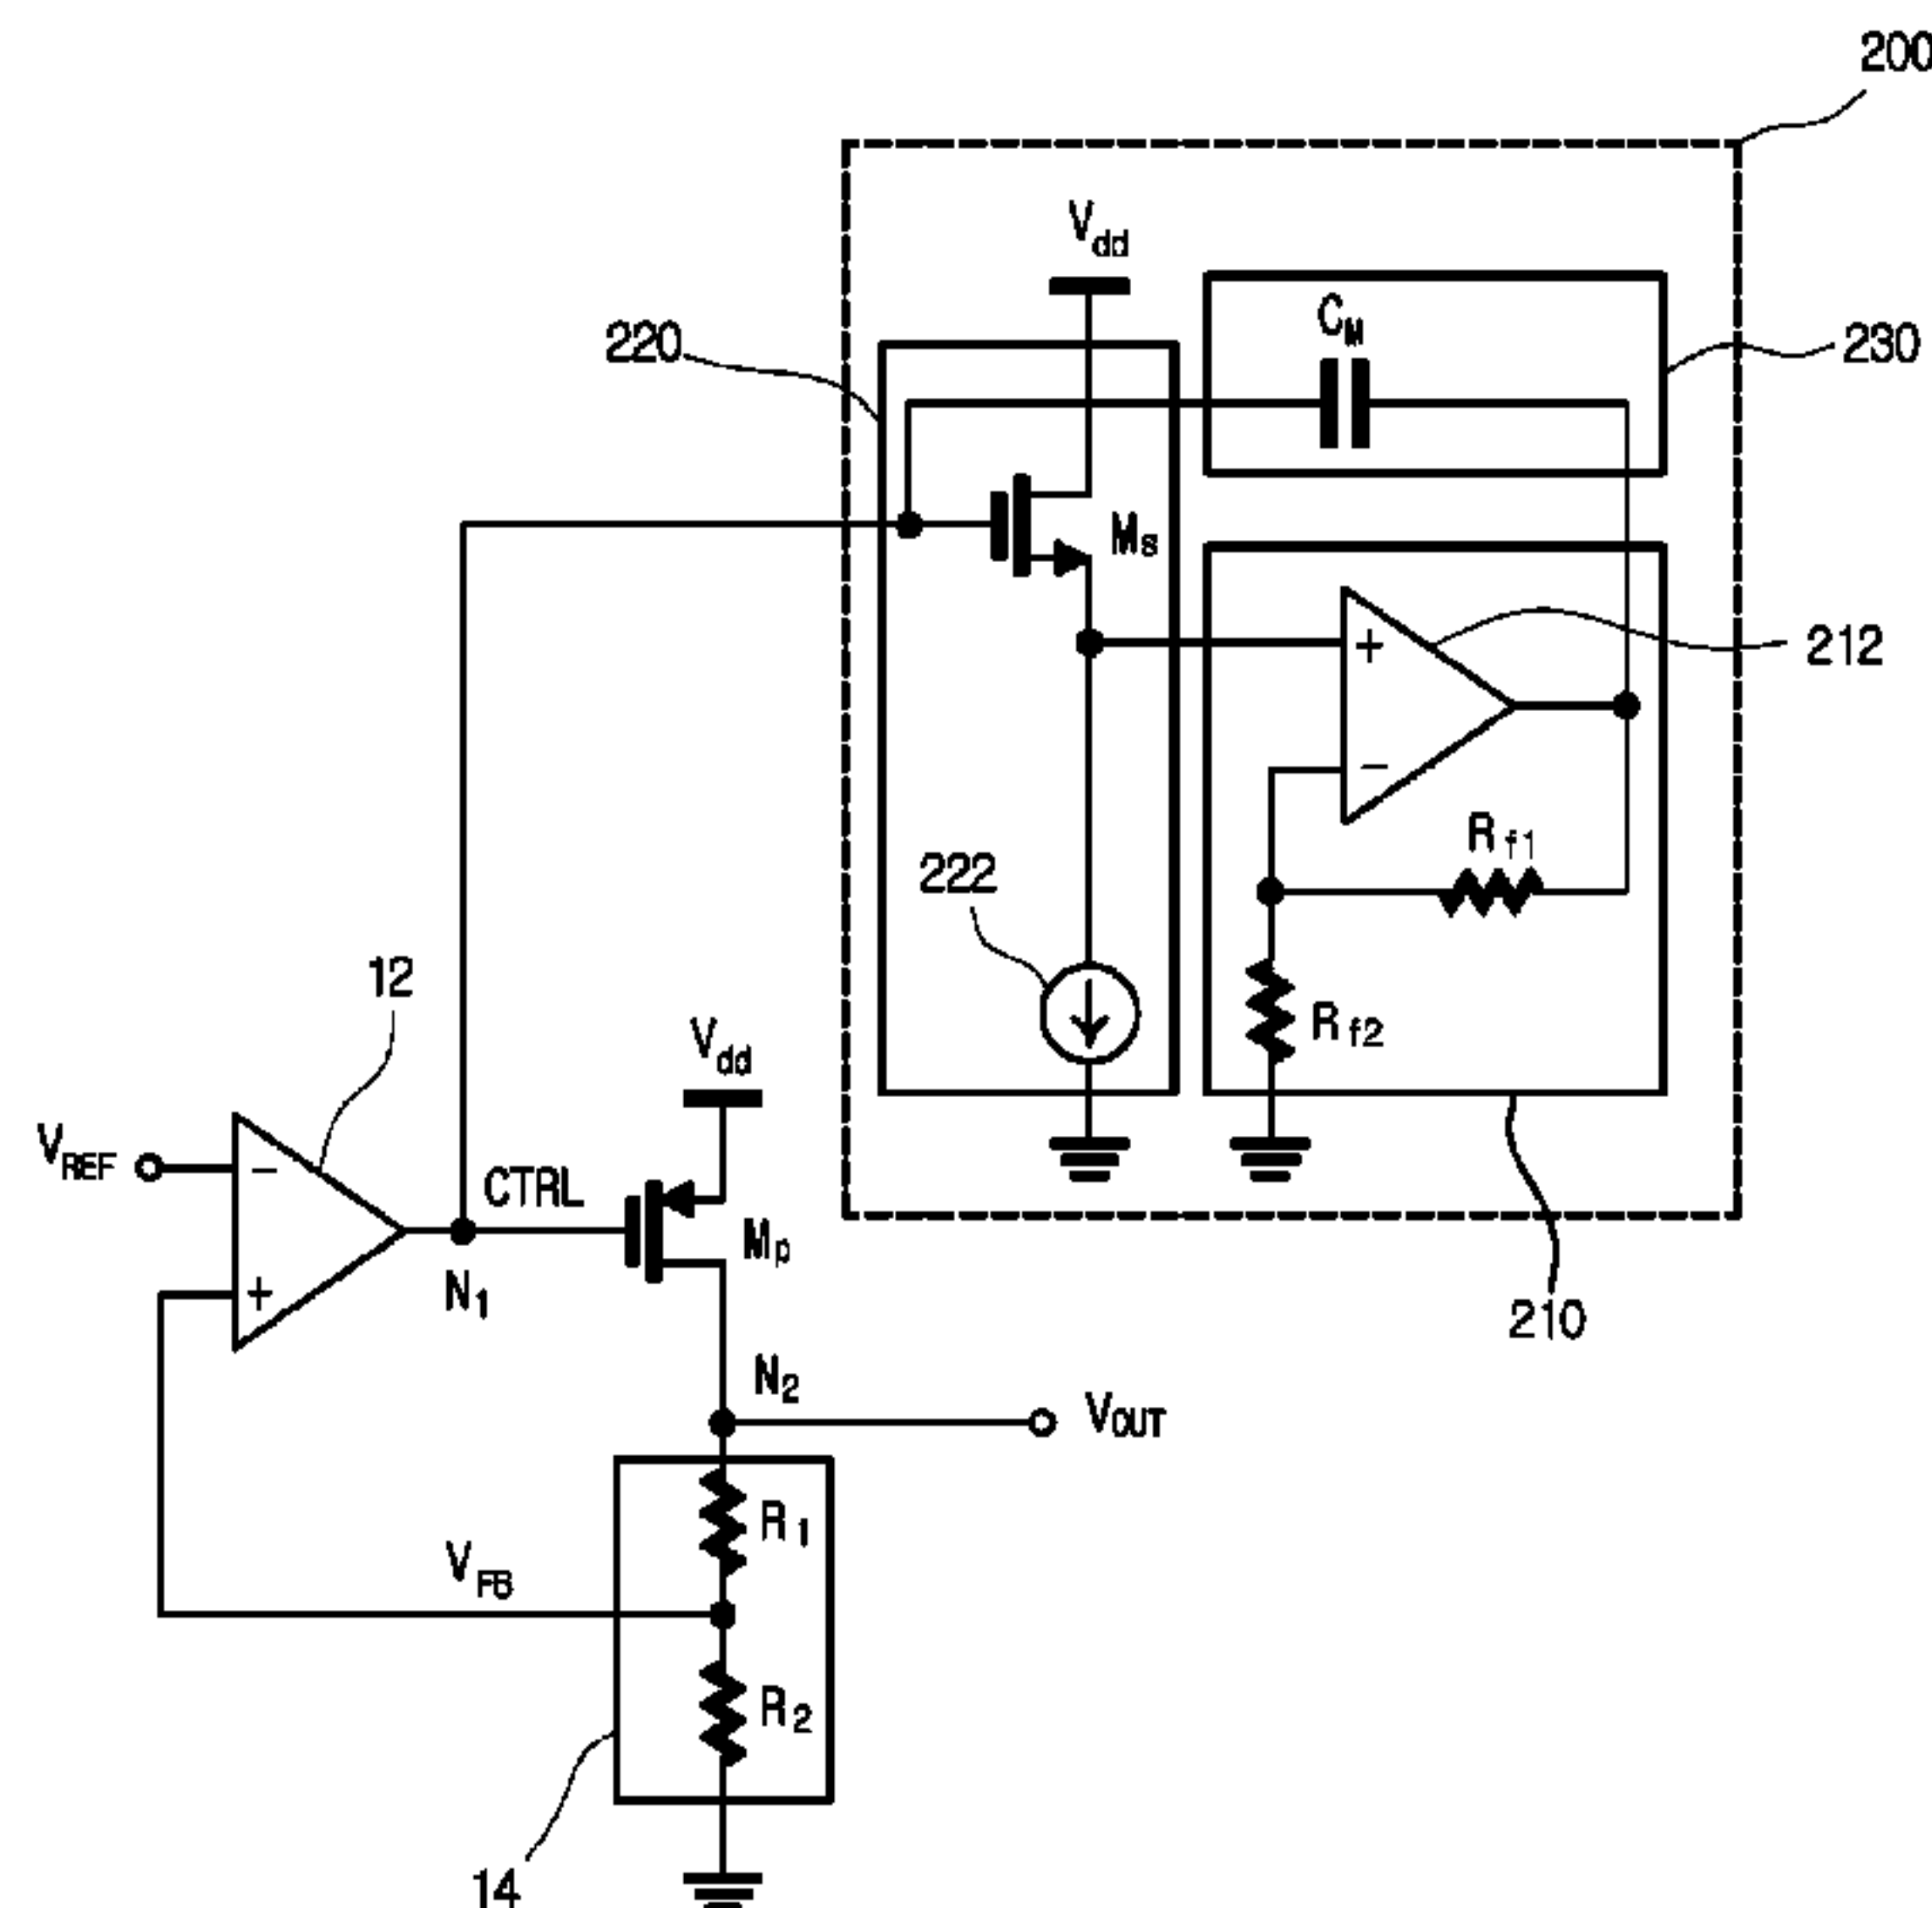 200
Vdd
CM
220
230
Ms
+
212
−
Rf1
222
12
Rf2
Vdd
VREF
−
CTRL
Mp
+
N1
210
N2
VOUT
R1
VFB
R2
14